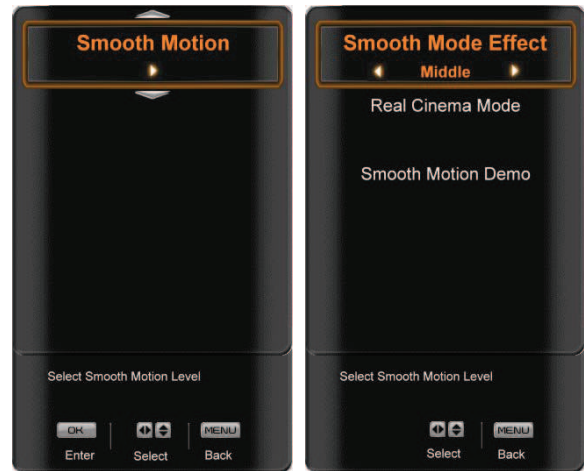 Smooth Motion
Select Smooth Motion Level
OK
MENU
Enter Select Back
Smooth Mode Effect
Middle
Real Cinema Mode
Smooth Motion Demo
Select Smooth Motion Level
MENU
Select Back